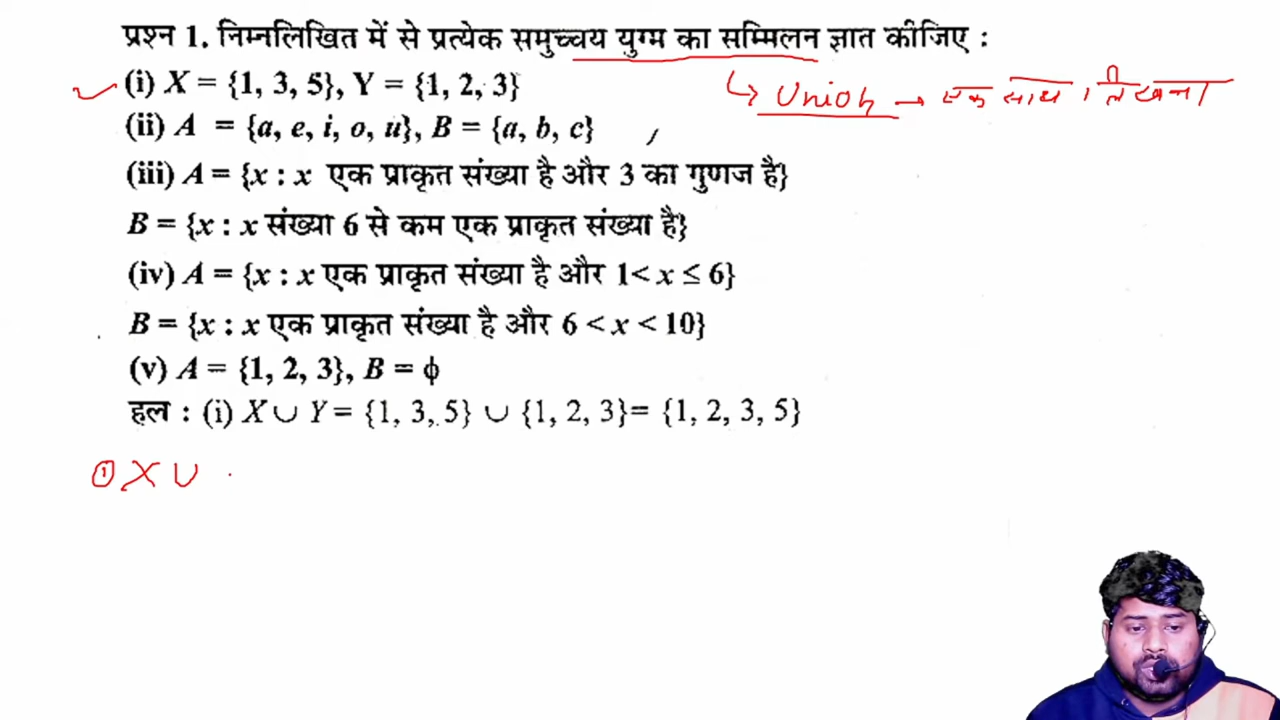 प्रश्न 1. निम्नलिखित में से प्रत्येक समुच्चय युग्म का सम्मिलन ज्ञात कीजिए :
(i) X = {1, 3, 5}, Y = {1, 2, 3}
Union → एक साथ लिखना
(ii) A = {a, e, i, o, u}, B = {a, b, c}
(iii) A = {x : x एक प्राकृत संख्या है और 3 का गुणज है}
B = {x : x संख्या 6 से कम एक प्राकृत संख्या है}
(iv) A = {x : x एक प्राकृत संख्या है और 1< x ≤ 6}
B = {x : x एक प्राकृत संख्या है और 6 < x < 10}
(v) A = {1, 2, 3}, B = ϕ
हल : (i) X ∪ Y = {1, 3, 5} ∪ {1, 2, 3}= {1, 2, 3, 5}
① X ∪